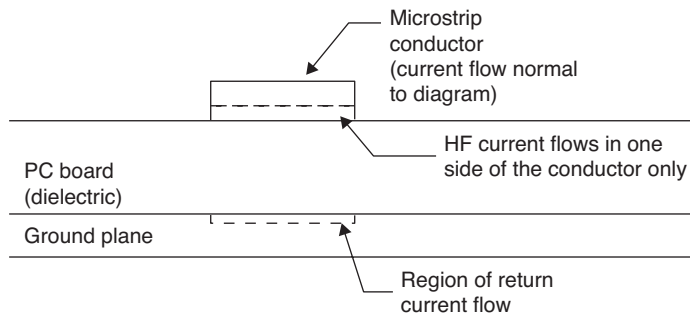 Microstrip
conductor
(current flow normal
to diagram)
HF current flows in one
side of the conductor only
PC board
(dielectric)
Ground plane
Region of return
current flow